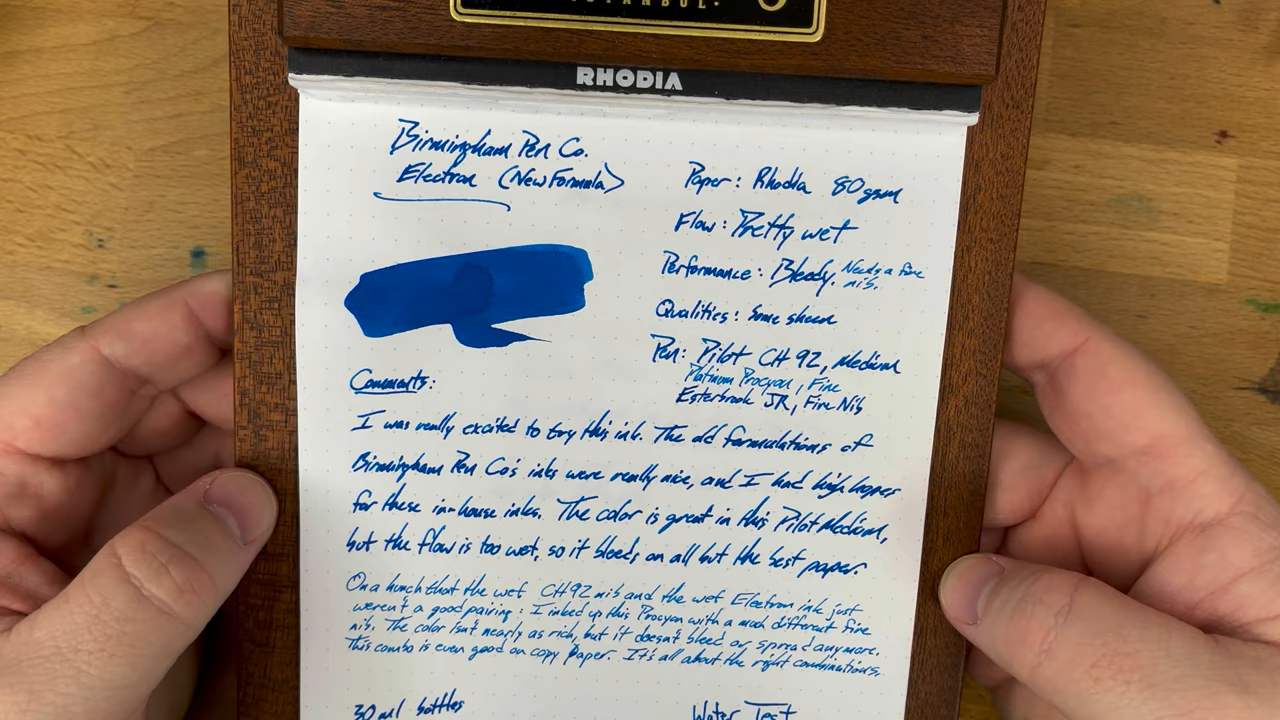 ISTANBUL
RHODIA
Birmingham Pen Co.
Electron (New Formula)
Paper: Rhodia 80gsm
Flow: Pretty wet
Performance: Bleedy. Needs a fine
nib.
Qualities: Some sheen
Pen: Pilot CH 92, Medium
Platinum Procyon, Fine
Esterbrook JR, Fine Nib
Comments:
I was really excited to try this ink. The old formulations of
Birmingham Pen Co's inks were really nice, and I had high hopes
for these in-house inks. The color is great in this Pilot Medium,
but the flow is too wet, so it bleeds on all but the best paper.
On a hunch that the wet CH92 nib and the wet Electron ink just
weren't a good pairing: I inked up this Procyon with a much different fine
nib. The color isn't nearly as rich, but it doesn't bleed or spread anymore.
This combo is even good on copy paper. It's all about the right combinations.
30 ml bottles
Water Test